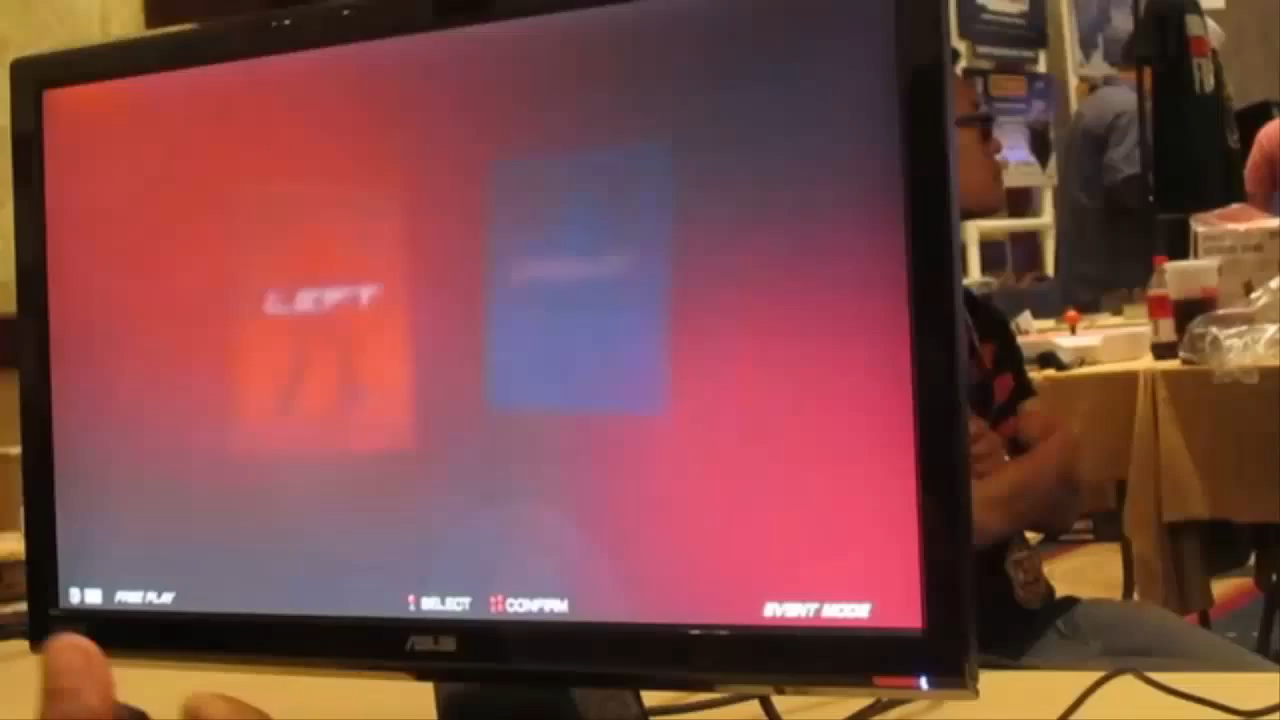 LEFT
FREE PLAY
SELECT
CONFIRM
EVENT MODE
ASUS